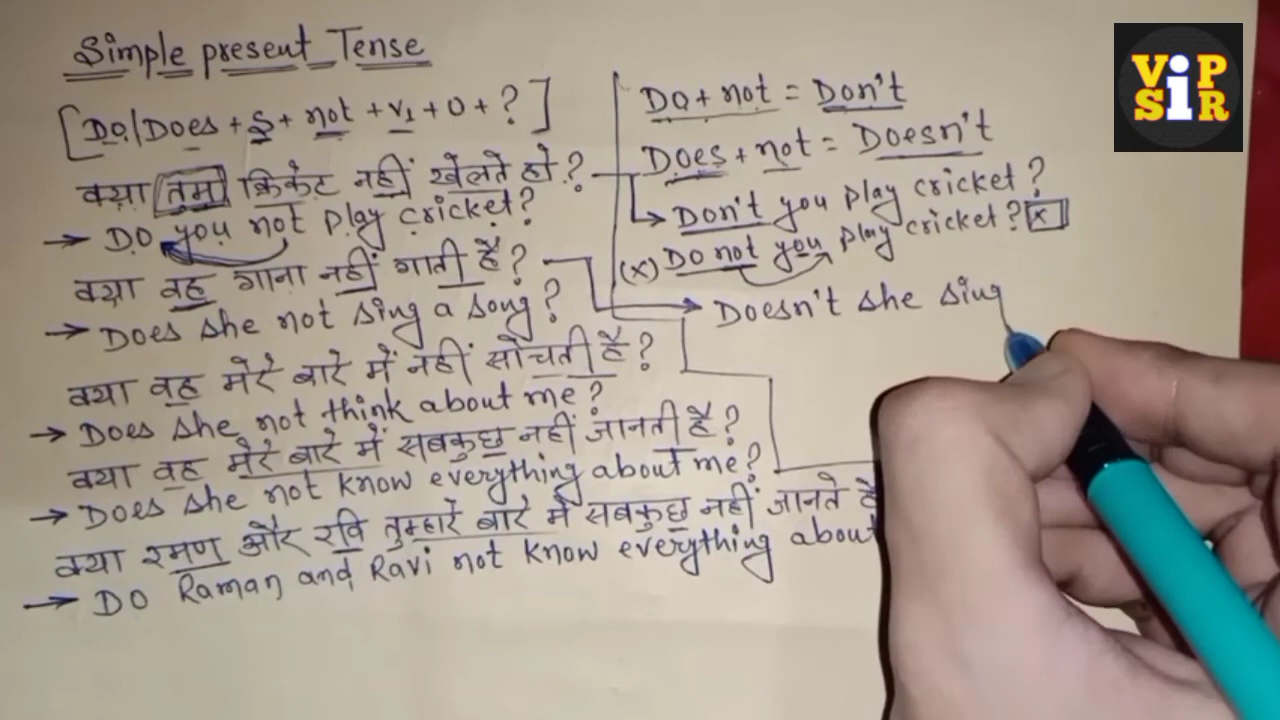 Simple present Tense
[Do/Does + S + not + V1 + O + ?]
क्या तुम क्रिकेट नहीं खेलते हो?
→ Do you not play cricket?
क्या वह गाना नहीं गाती है?
→ Does she not sing a song?
क्या वह मेरे बारे में नहीं सोचती है?
→ Does she not think about me?
क्या वह मेरे बारे में सबकुछ नहीं जानती है?
→ Does she not know everything about me?
क्या रमण और रवि तुम्हारे बारे में सबकुछ नहीं जानते है
→ Do Raman and Ravi not know everything about
Do + not = Don't
Does + not = Doesn't
→ Don't you play cricket?
(x) Do not you play cricket? [x]
→ Doesn't she sing
ViP
SiR